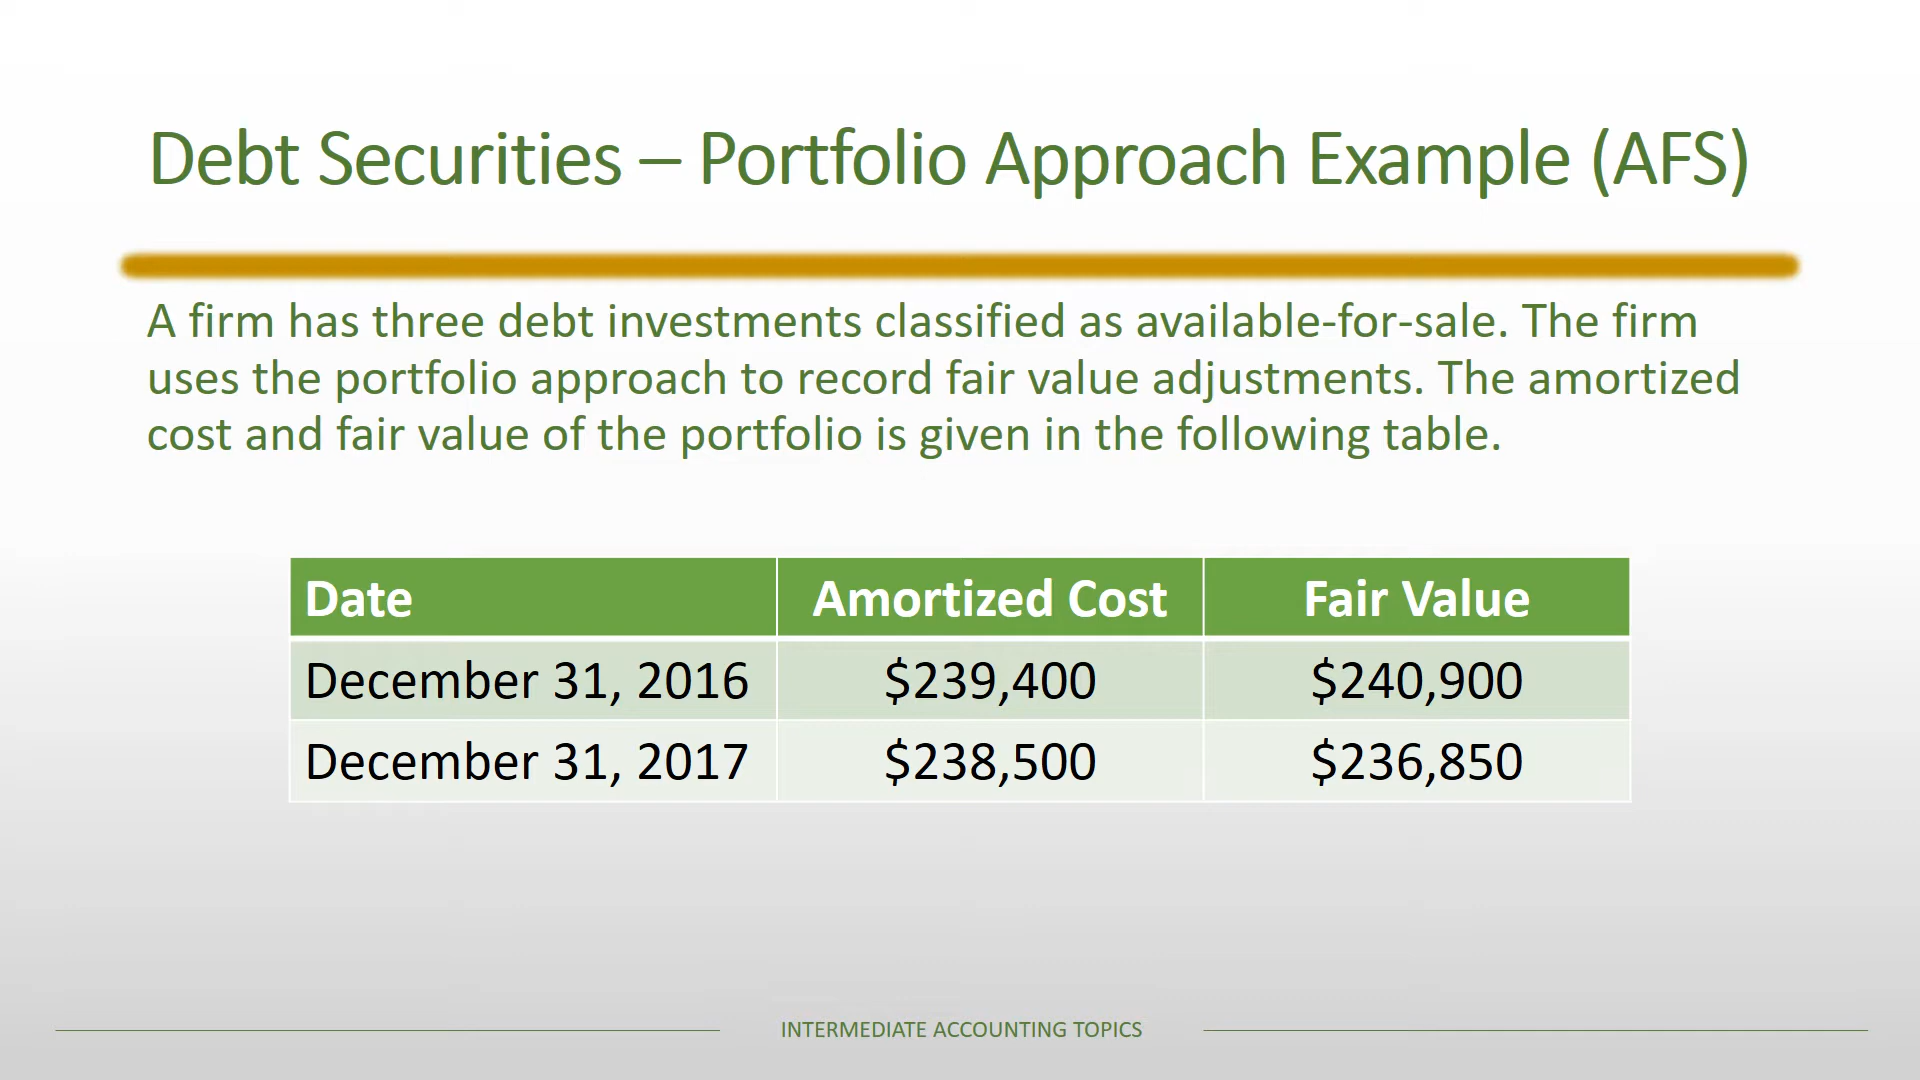 Debt Securities – Portfolio Approach Example (AFS)
A firm has three debt investments classified as available-for-sale. The firm
uses the portfolio approach to record fair value adjustments. The amortized
cost and fair value of the portfolio is given in the following table.
Date Amortized Cost Fair Value
December 31, 2016 $239,400 $240,900
December 31, 2017 $238,500 $236,850
INTERMEDIATE ACCOUNTING TOPICS